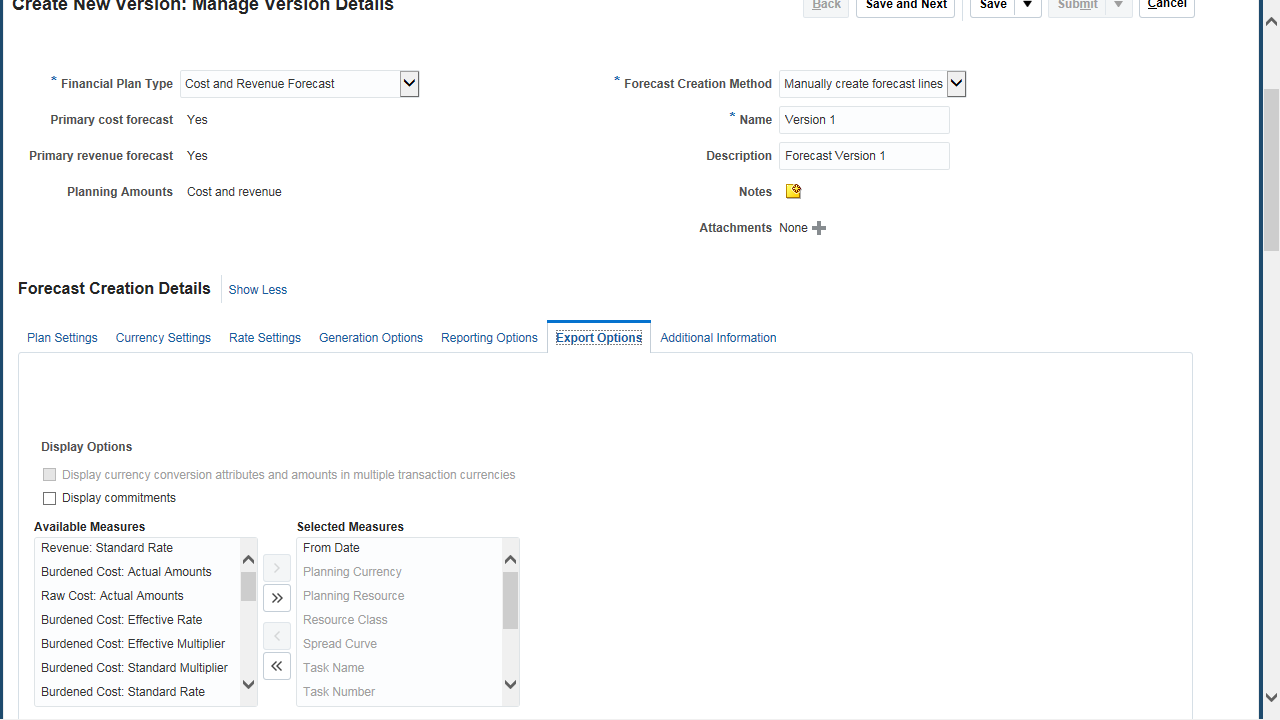 Create New Version: Manage Version Details
Back
Save and Next
Save
Submit
Cancel
* Financial Plan Type Cost and Revenue Forecast
Primary cost forecast Yes
Primary revenue forecast Yes
Planning Amounts Cost and revenue
* Forecast Creation Method Manually create forecast lines
* Name Version 1
Description Forecast Version 1
Notes
Attachments None
Forecast Creation Details Show Less
Plan Settings Currency Settings Rate Settings Generation Options Reporting Options Export Options Additional Information
Display Options
Display currency conversion attributes and amounts in multiple transaction currencies
Display commitments
Available Measures
Revenue: Standard Rate
Burdened Cost: Actual Amounts
Raw Cost: Actual Amounts
Burdened Cost: Effective Rate
Burdened Cost: Effective Multiplier
Burdened Cost: Standard Multiplier
Burdened Cost: Standard Rate
Selected Measures
From Date
Planning Currency
Planning Resource
Resource Class
Spread Curve
Task Name
Task Number